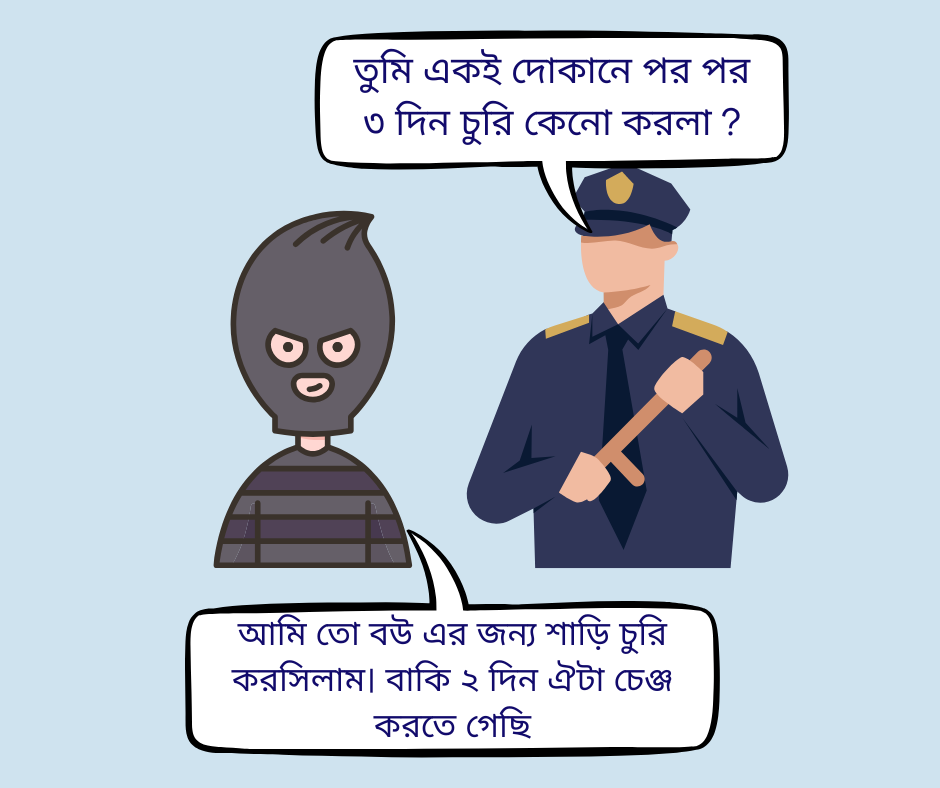 তুমি একই দোকানে পর পর
৩ দিন চুরি কেনো করলা ?
আমি তো বউ এর জন্য শাড়ি চুরি
করসিলাম। বাকি ২ দিন ঐটা চেঞ্জ
করতে গেছি